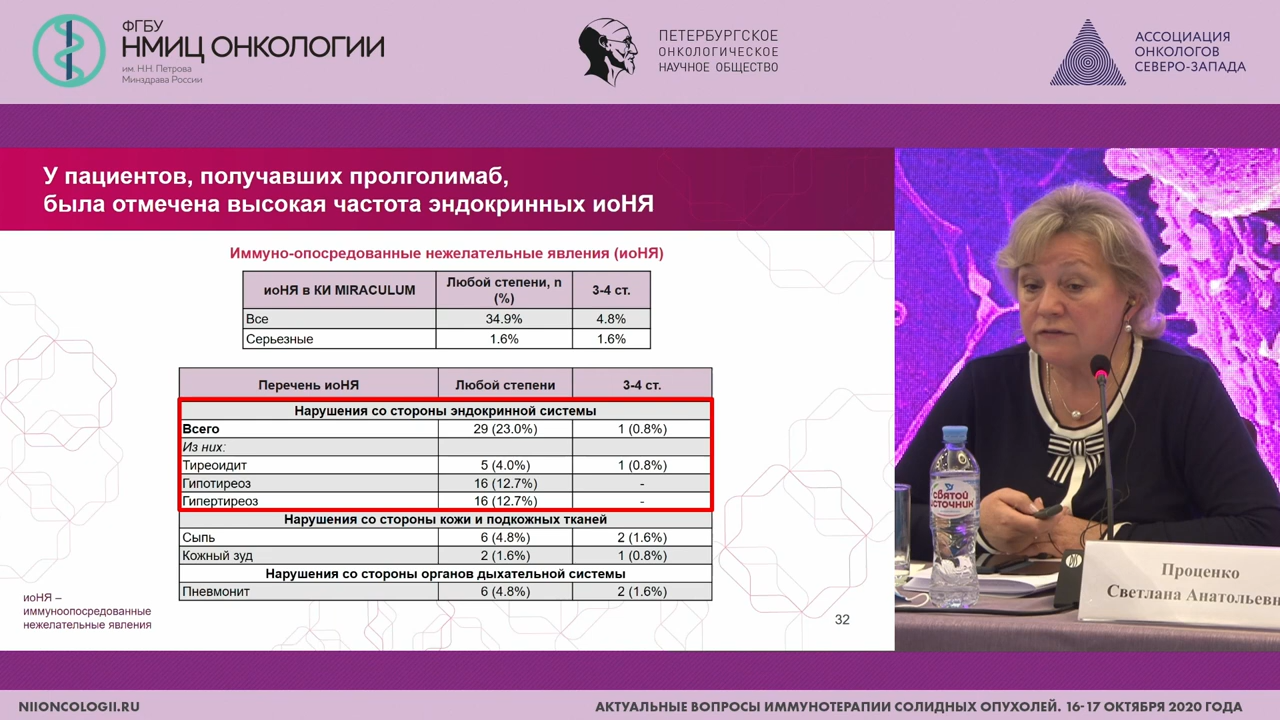 ФГБУ
НМИЦ ОНКОЛОГИИ
им. Н.Н. Петрова
Минздрава России
ПЕТЕРБУРГСКОЕ
ОНКОЛОГИЧЕСКОЕ
НАУЧНОЕ ОБЩЕСТВО
АССОЦИАЦИЯ
ОНКОЛОГОВ
СЕВЕРО-ЗАПАДА
У пациентов, получавших пролголимаб,
была отмечена высокая частота эндокринных иоНЯ
Иммуно-опосредованные нежелательные явления (иоНЯ)
иоНЯ в КИ MIRACULUM Любой степени, n (%) 3-4 ст.
Все 34.9% 4.8%
Серьезные 1.6% 1.6%
Перечень иоНЯ Любой степени 3-4 ст.
Нарушения со стороны эндокринной системы
Всего 29 (23.0%) 1 (0.8%)
Из них:
Тиреоидит 5 (4.0%) 1 (0.8%)
Гипотиреоз 16 (12.7%) -
Гипертиреоз 16 (12.7%) -
Нарушения со стороны кожи и подкожных тканей
Сыпь 6 (4.8%) 2 (1.6%)
Кожный зуд 2 (1.6%) 1 (0.8%)
Нарушения со стороны органов дыхательной системы
Пневмонит 6 (4.8%) 2 (1.6%)
иоНЯ –
иммуноопосредованные
нежелательные явления
32
СВЯТОЙ
ИСТОЧНИК
Проценко
Светлана Анатольевн
NIIONCOLOGII.RU
АКТУАЛЬНЫЕ ВОПРОСЫ ИММУНОТЕРАПИИ СОЛИДНЫХ ОПУХОЛЕЙ. 16-17 ОКТЯБРЯ 2020 ГОДА